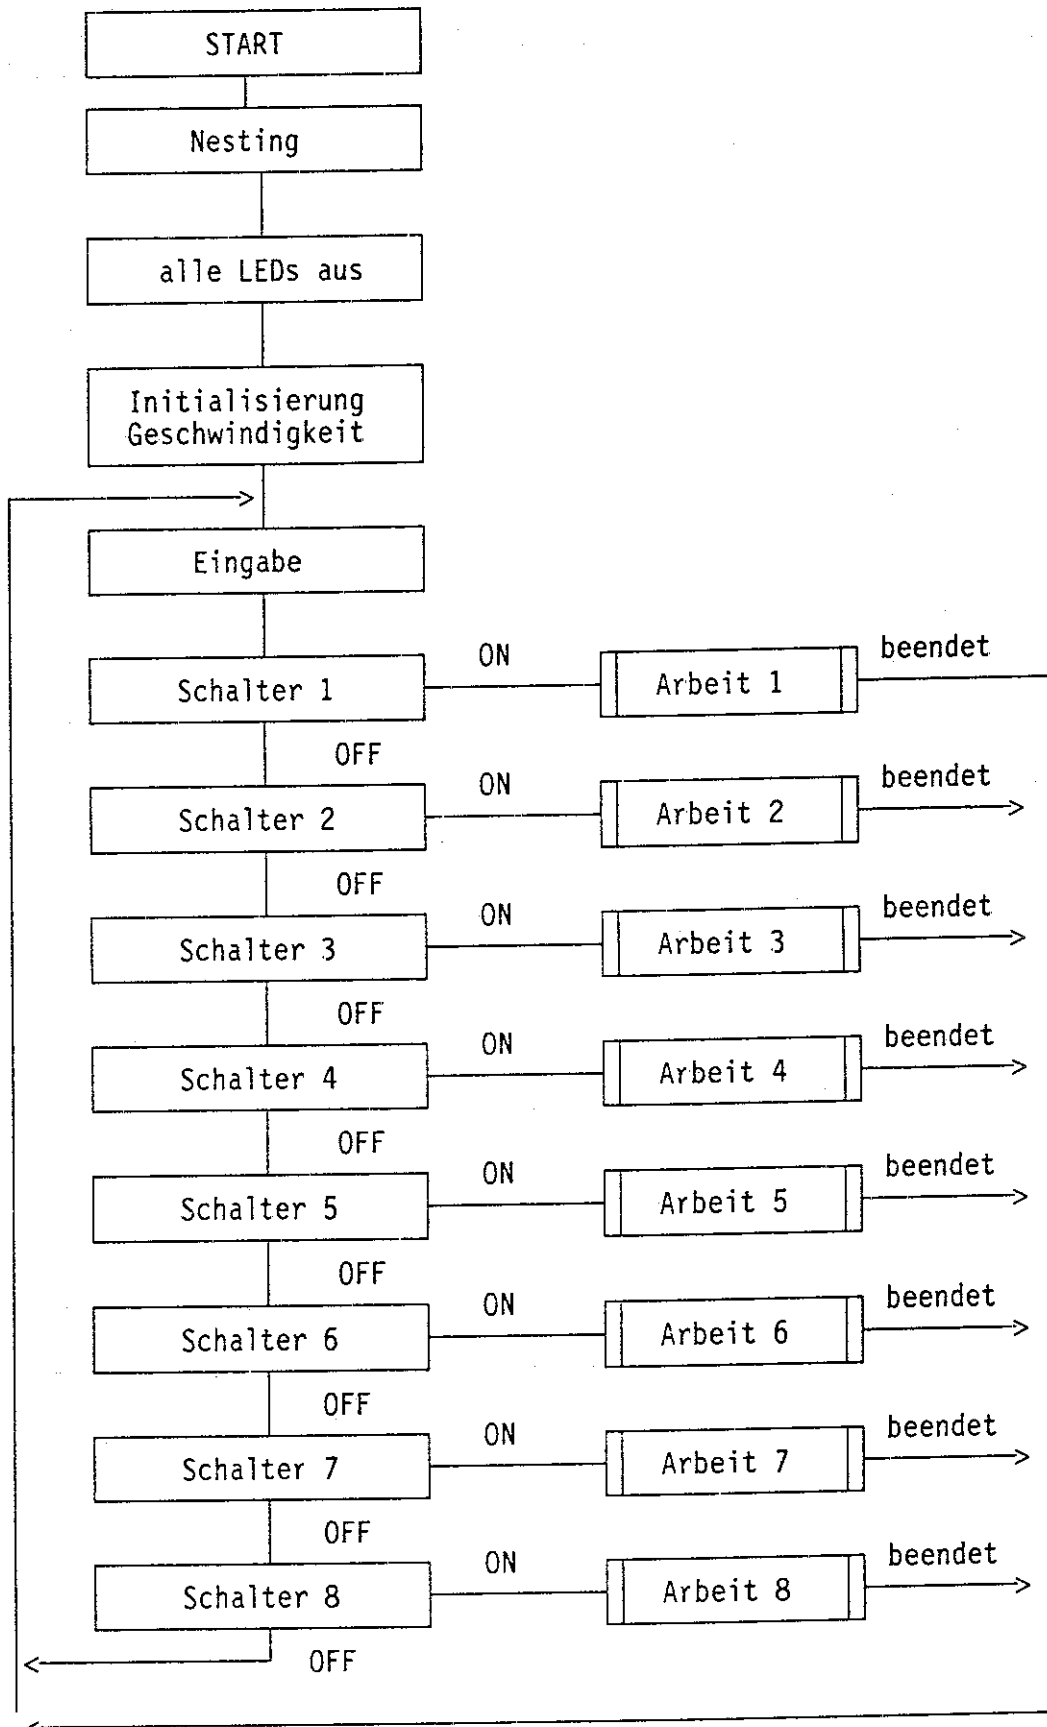 START
Nesting
alle LEDs aus
Initialisierung
Geschwindigkeit
Eingabe
Schalter 1
ON
Arbeit 1
beendet
OFF
Schalter 2
ON
Arbeit 2
beendet
OFF
Schalter 3
ON
Arbeit 3
beendet
OFF
Schalter 4
ON
Arbeit 4
beendet
OFF
Schalter 5
ON
Arbeit 5
beendet
OFF
Schalter 6
ON
Arbeit 6
beendet
OFF
Schalter 7
ON
Arbeit 7
beendet
OFF
Schalter 8
ON
Arbeit 8
beendet
OFF